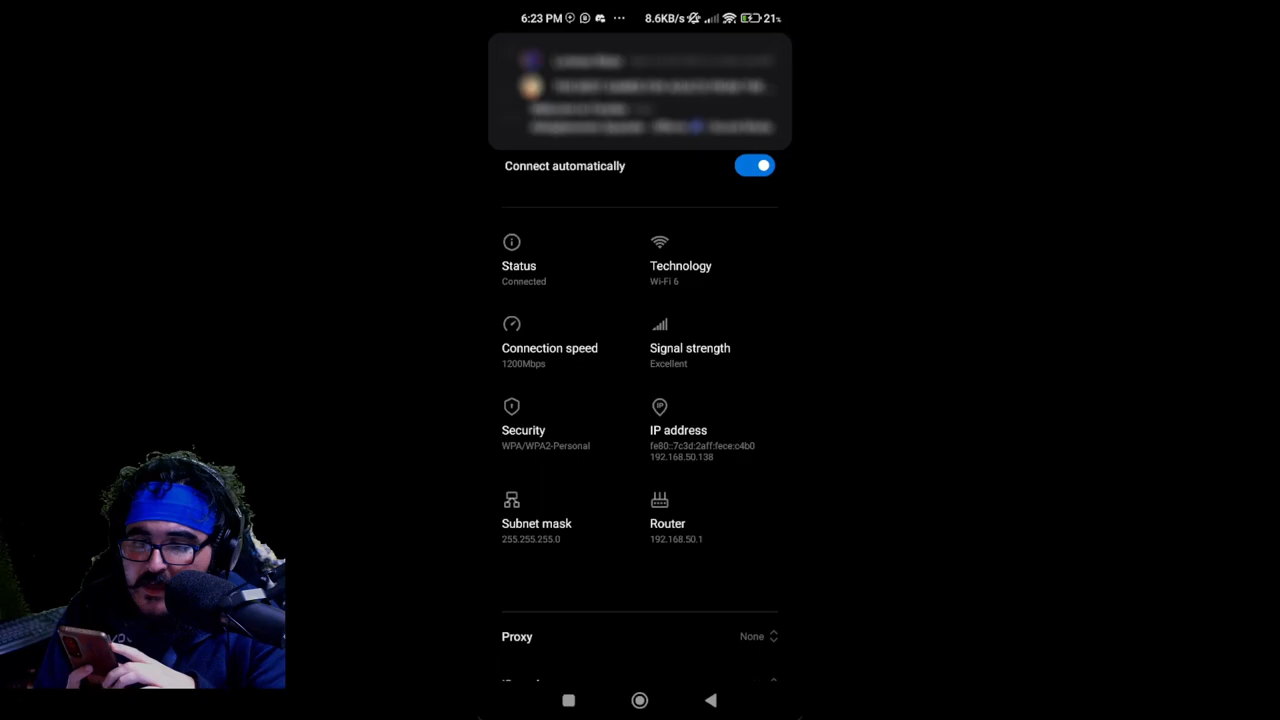 6:23 PM 8.6KB/s 21%
Connect automatically
Status
Connected
Technology
Wi-Fi 6
Connection speed
1200Mbps
Signal strength
Excellent
Security
WPA/WPA2-Personal
IP address
fe80::7c3d:2aff:fece:c4b0
192.168.50.138
Subnet mask
255.255.255.0
Router
192.168.50.1
Proxy
None